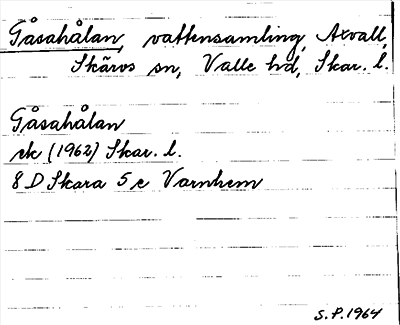 Gåsahålan, vattensamling, Axvall,
Skärvs sn, Valle hd, Skar. l.
Gåsahålan
ek (1962) Skar. l.
8 D Skara 5 e Varnhem
S.P. 1964